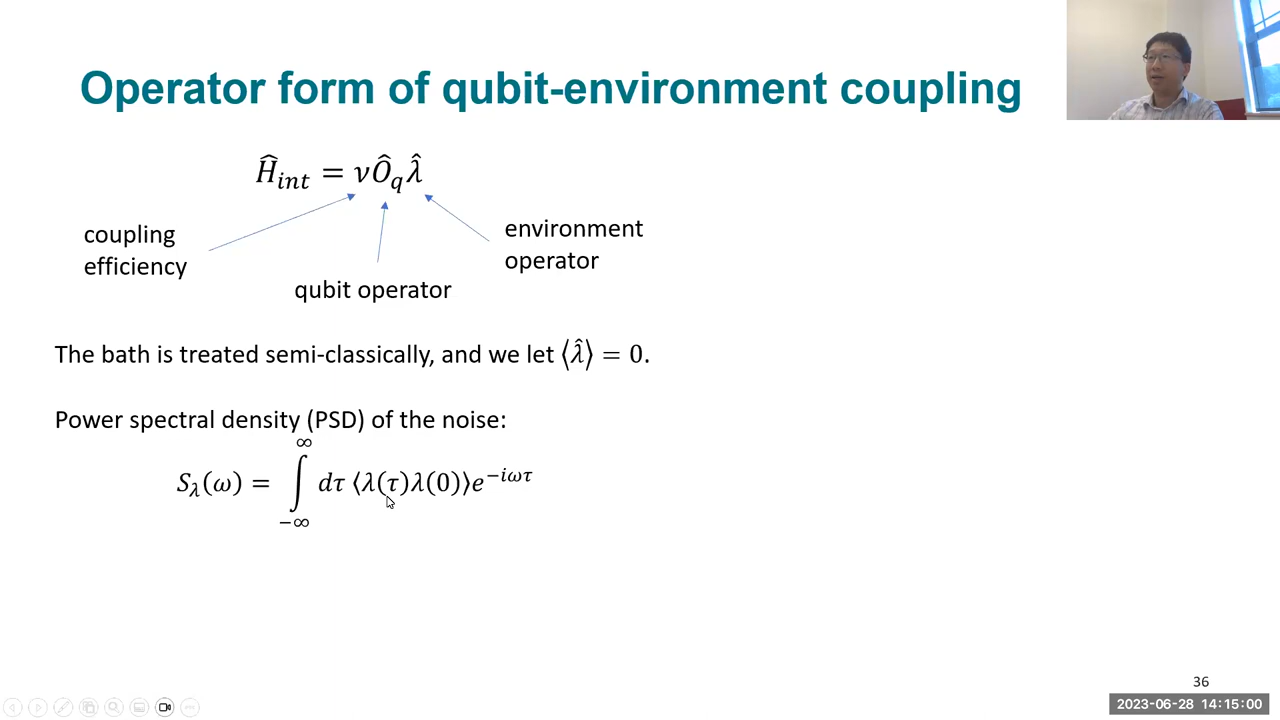 Operator form of qubit-environment coupling
Ĥ_int = νÔ_qλ̂
coupling
efficiency
qubit operator
environment
operator
The bath is treated semi-classically, and we let ⟨λ̂⟩ = 0.
Power spectral density (PSD) of the noise:
S_λ(ω) = ∫_{−∞}^{∞} dτ ⟨λ(τ)λ(0)⟩e^{−iωτ}
36
2023-06-28 14:15:00